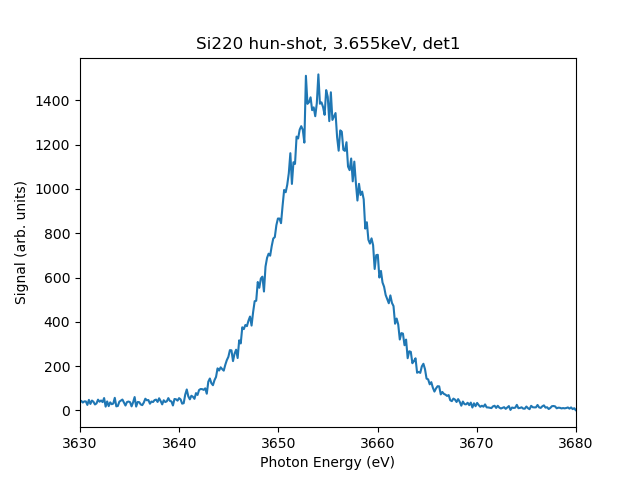 Si220 hun-shot, 3.655keV, det1
Signal (arb. units)
1400
1200
1000
800
600
400
200
0
3630 3640 3650 3660 3670 3680
Photon Energy (eV)